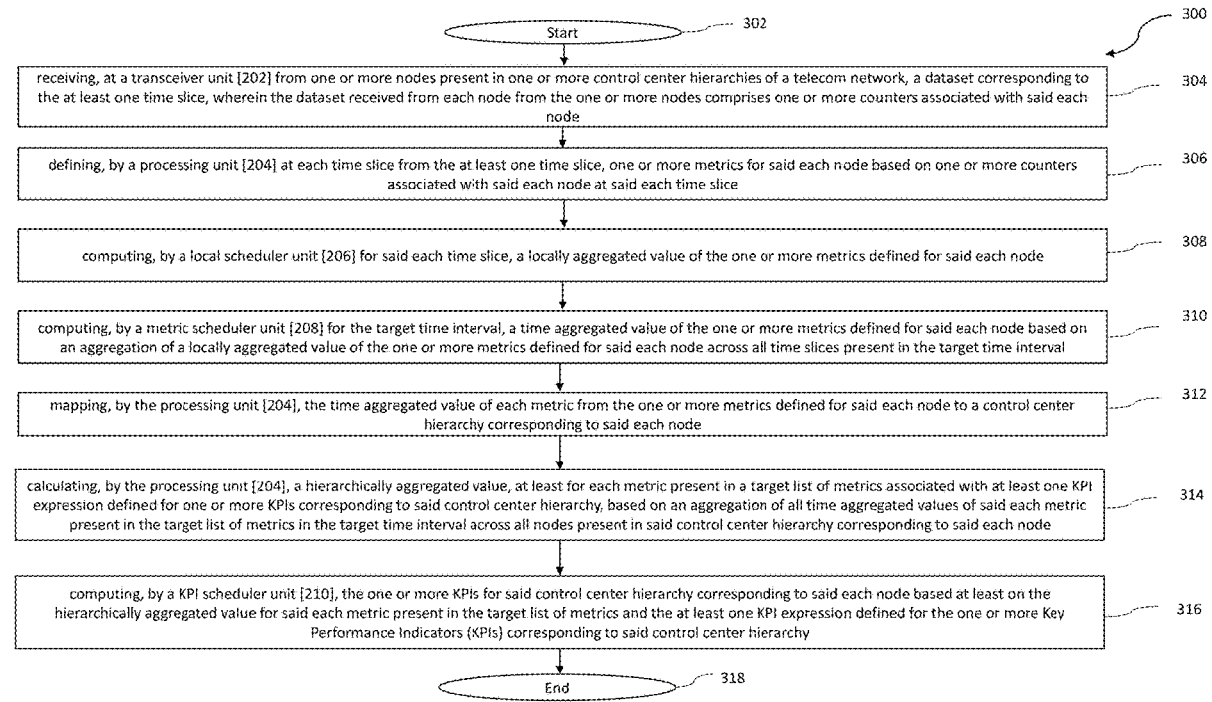 300
Start
302
receiving, at a transceiver unit [202] from one or more nodes present in one or more control center hierarchies of a telecom network, a dataset corresponding to
the at least one time slice, wherein the dataset received from each node from the one or more nodes comprises one or more counters associated with said each
node
304
defining, by a processing unit [204] at each time slice from the at least one time slice, one or more metrics for said each node based on one or more counters
associated with said each node at said each time slice
306
computing, by a local scheduler unit [206] for said each time slice, a locally aggregated value of the one or more metrics defined for said each node
308
computing, by a metric scheduler unit [208] for the target time interval, a time aggregated value of the one or more metrics defined for said each node based on
an aggregation of a locally aggregated value of the one or more metrics defined for said each node across all time slices present in the target time interval
310
mapping, by the processing unit [204], the time aggregated value of each metric from the one or more metrics defined for said each node to a control center
hierarchy corresponding to said each node
312
calculating, by the processing unit [204], a hierarchically aggregated value, at least for each metric present in a target list of metrics associated with at least one KPI
expression defined for one or more KPIs corresponding to said control center hierarchy, based on an aggregation of all time aggregated values of said each metric
present in the target list of metrics in the target time interval across all nodes present in said control center hierarchy corresponding to said each node
314
computing, by a KPI scheduler unit [210], the one or more KPIs for said control center hierarchy corresponding to said each node based at least on the
hierarchically aggregated value for said each metric present in the target list of metrics and the at least one KPI expression defined for the one or more Key
Performance Indicators (KPIs) corresponding to said control center hierarchy
316
End
318